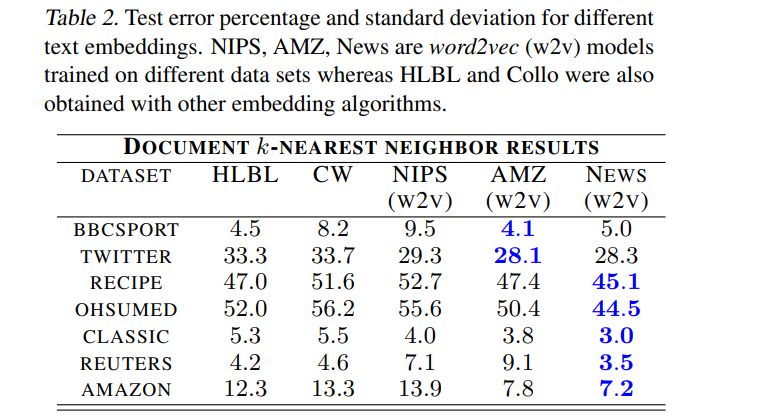 Table 2. Test error percentage and standard deviation for different
text embeddings. NIPS, AMZ, News are word2vec (w2v) models
trained on different data sets whereas HLBL and Collo were also
obtained with other embedding algorithms.
DOCUMENT k-NEAREST NEIGHBOR RESULTS
DATASET HLBL CW NIPS AMZ NEWS
(W2V) (W2V) (W2V)
BBCSPORT 4.5 8.2 9.5 4.1 5.0
TWITTER 33.3 33.7 29.3 28.1 28.3
RECIPE 47.0 51.6 52.7 47.4 45.1
OHSUMED 52.0 56.2 55.6 50.4 44.5
CLASSIC 5.3 5.5 4.0 3.8 3.0
REUTERS 4.2 4.6 7.1 9.1 3.5
AMAZON 12.3 13.3 13.9 7.8 7.2